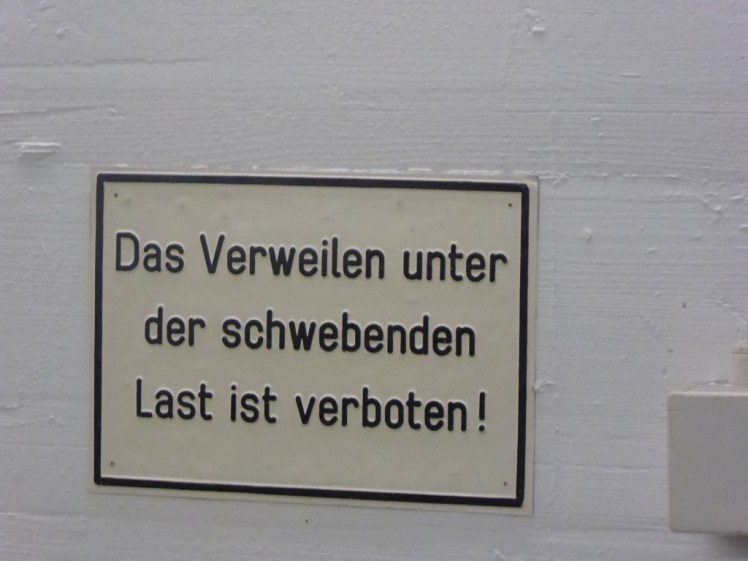 Das Verweilen unter
der schwebenden
Last ist verboten!